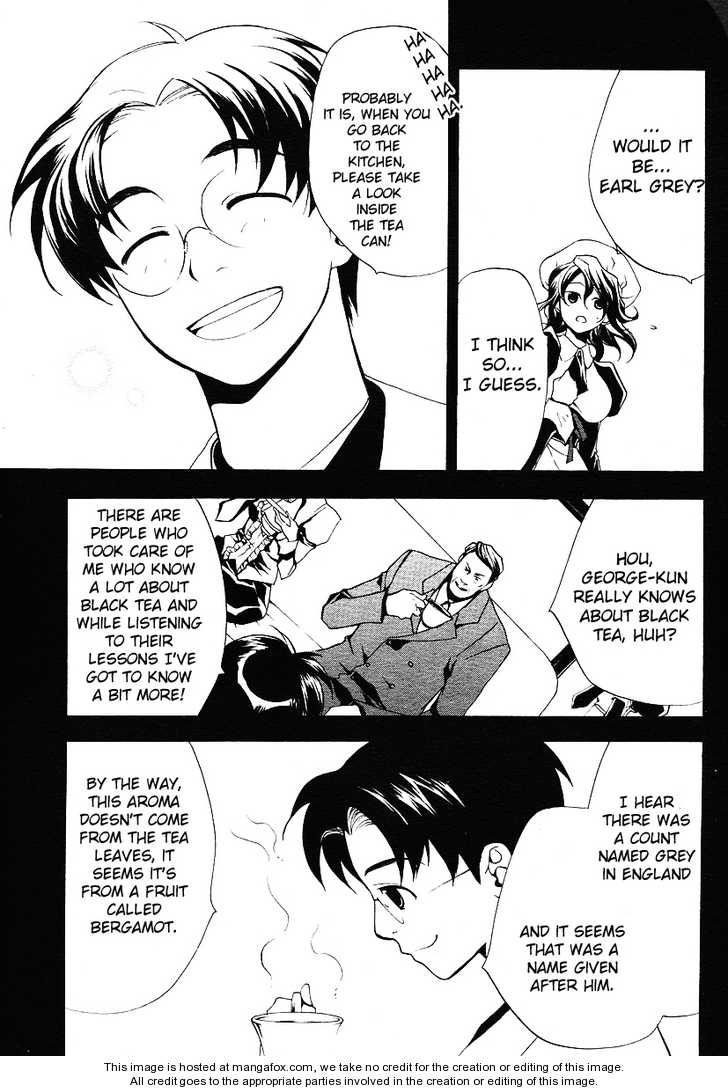 ...
WOULD IT
BE...
EARL GREY?
I THINK
SO...
I GUESS.
HA
HA
HA
HA
HA.
PROBABLY
IT IS, WHEN YOU
GO BACK
TO THE
KITCHEN,
PLEASE TAKE
A LOOK
INSIDE
THE TEA
CAN!
HOU,
GEORGE-KUN
REALLY KNOWS
ABOUT BLACK
TEA, HUH?
THERE ARE
PEOPLE WHO
TOOK CARE OF
ME WHO KNOW
A LOT ABOUT
BLACK TEA AND
WHILE LISTENING
TO THEIR
LESSONS I'VE
GOT TO KNOW
A BIT MORE!
I HEAR
THERE WAS
A COUNT
NAMED GREY
IN ENGLAND
AND IT SEEMS
THAT WAS A
NAME GIVEN
AFTER HIM.
BY THE WAY,
THIS AROMA
DOESN'T COME
FROM THE TEA
LEAVES, IT
SEEMS IT'S
FROM A FRUIT
CALLED
BERGAMOT.
This image is hosted at mangafox.com, we take no credit for the creation or editing of this image.
All credit goes to the appropriate parties involved in the creation or editing of this image.